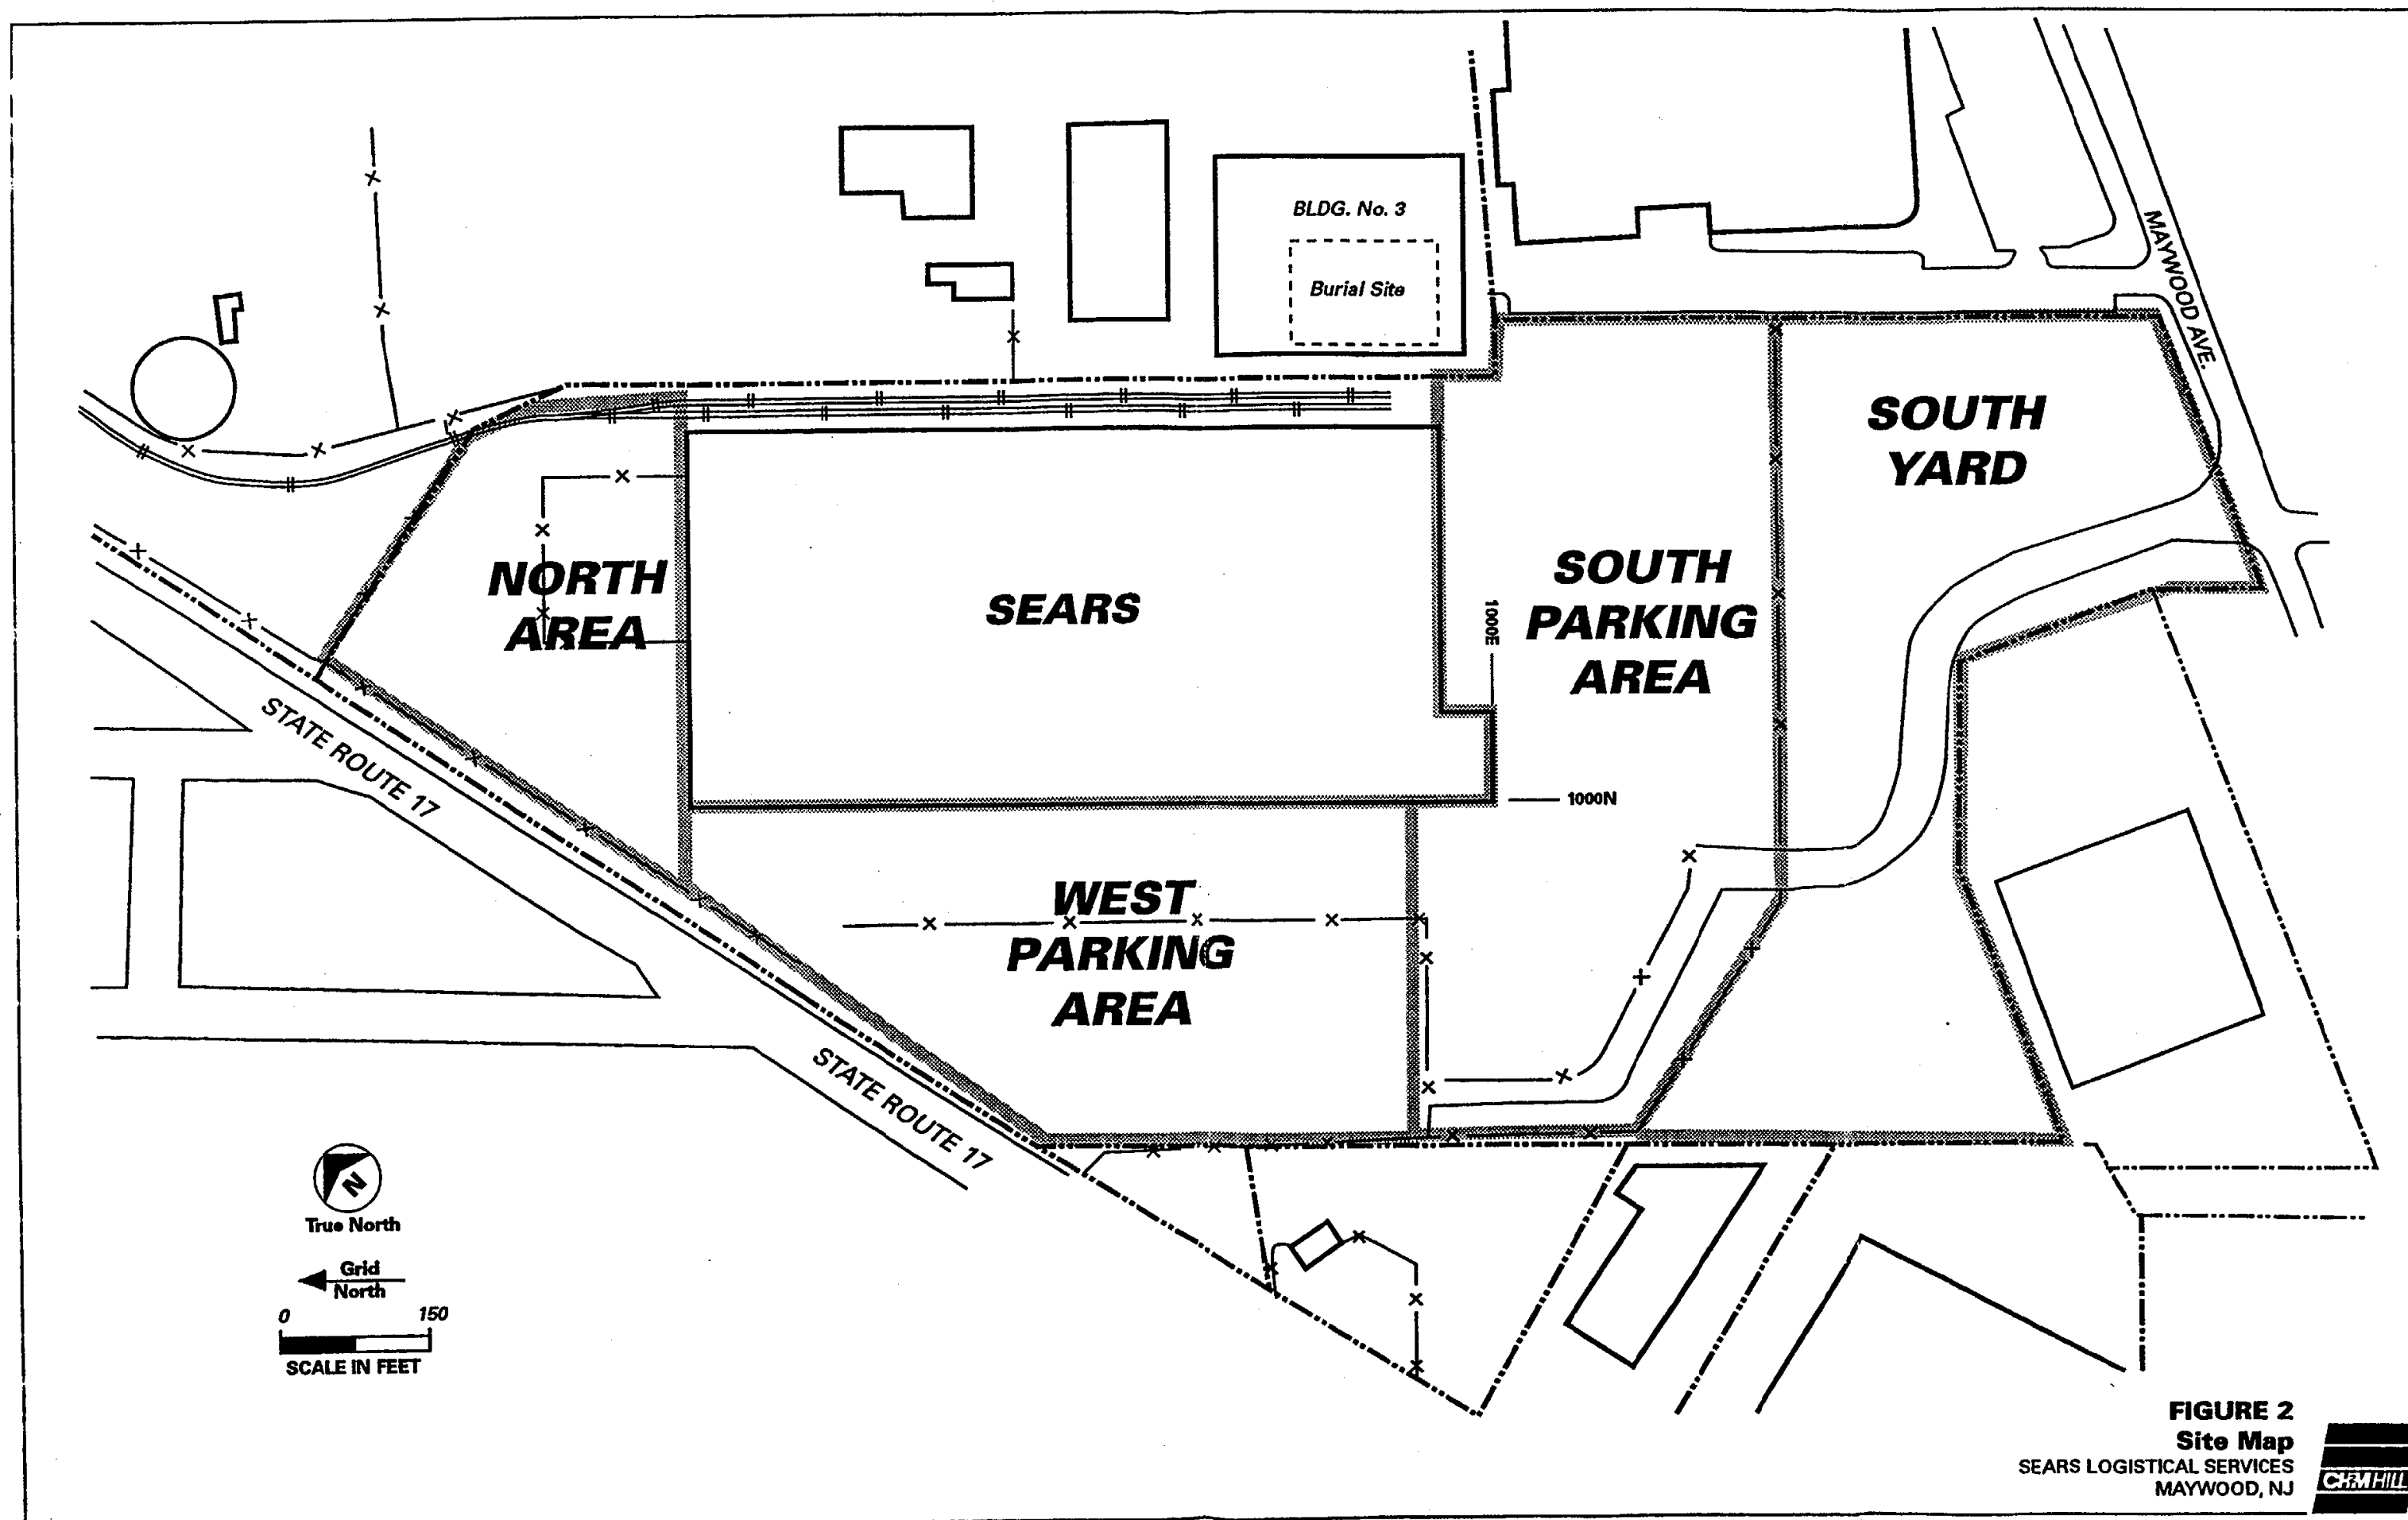 BLDG. No. 3
Burial Site
MAYWOOD AVE.
SOUTH
YARD
NORTH
AREA
SEARS
1000E
SOUTH
PARKING
AREA
1000N
STATE ROUTE 17
WEST
PARKING
AREA
STATE ROUTE 17
N
True North
Grid
North
0 150
SCALE IN FEET
FIGURE 2
Site Map
SEARS LOGISTICAL SERVICES
MAYWOOD, NJ
CH2M HILL